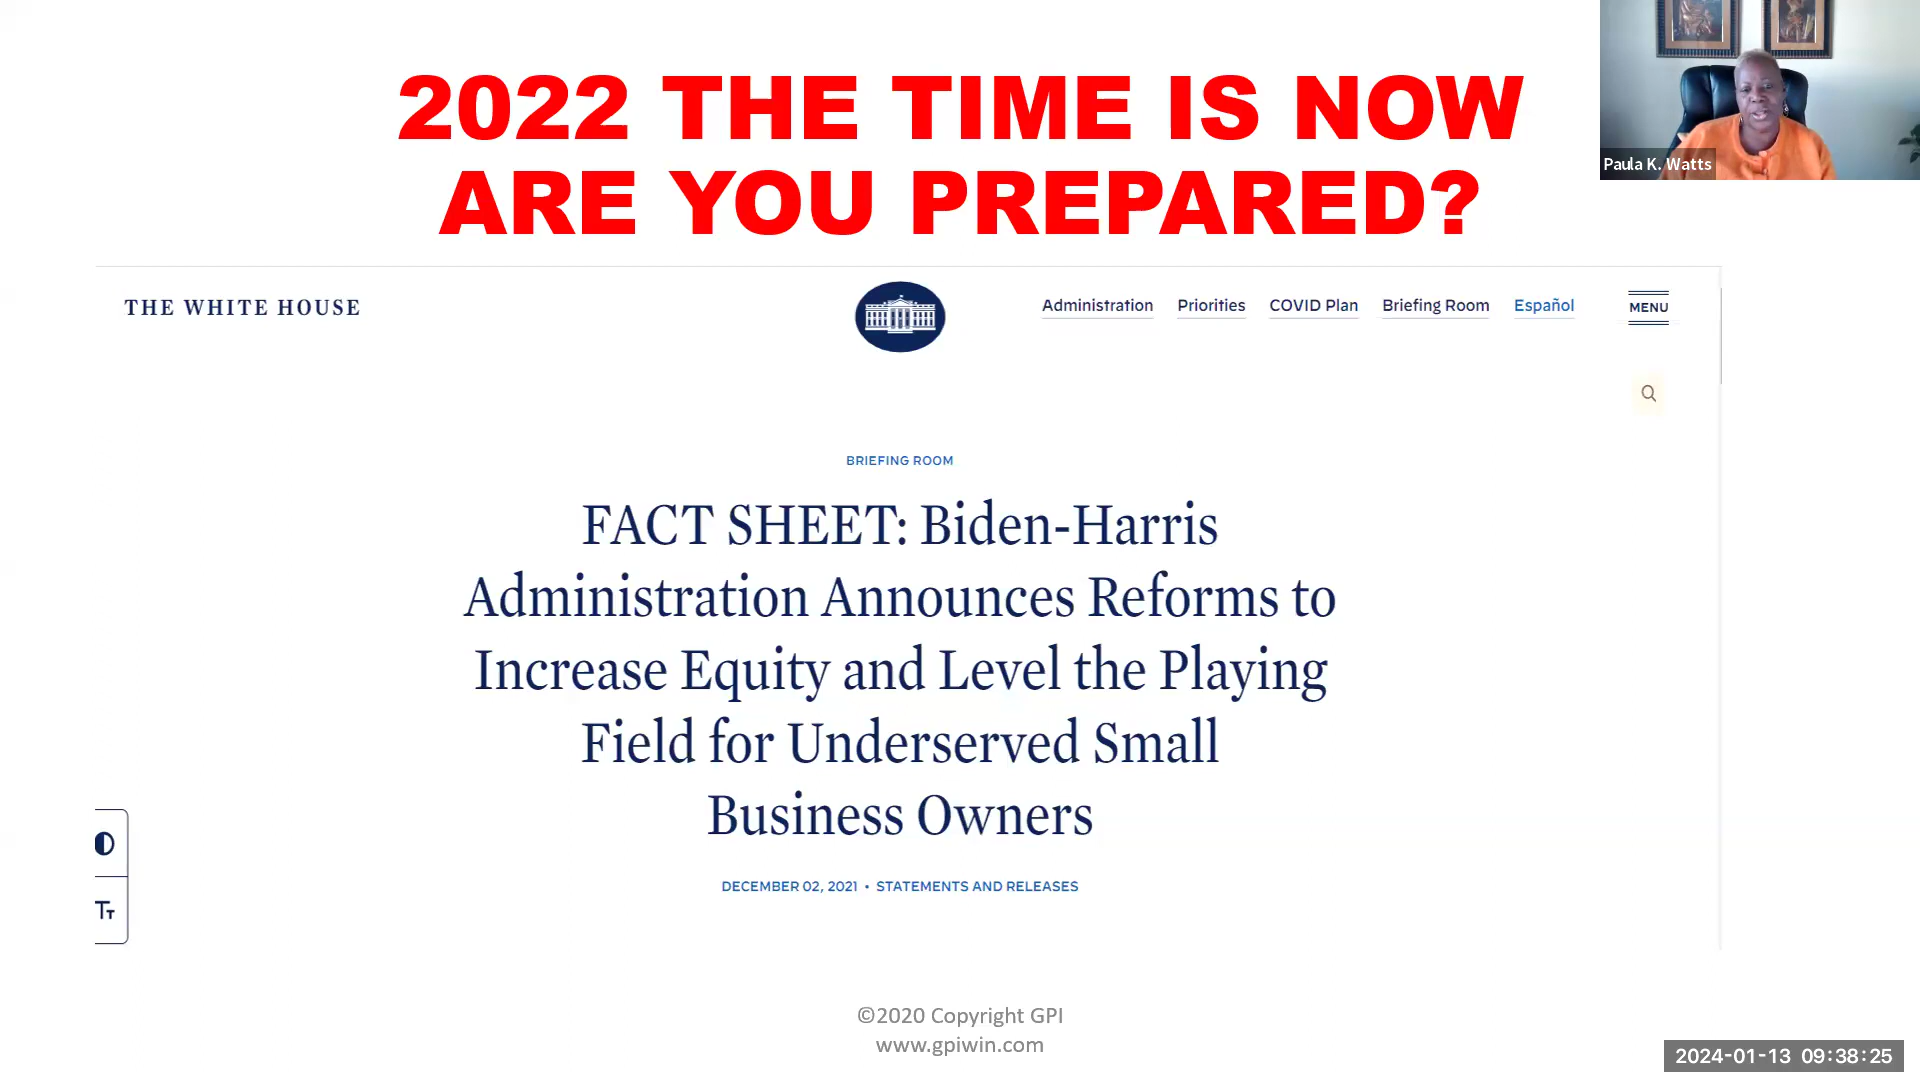 2022 THE TIME IS NOW
ARE YOU PREPARED?
Paula K. Watts
THE WHITE HOUSE
Administration Priorities COVID Plan Briefing Room Español MENU
BRIEFING ROOM
FACT SHEET: Biden-Harris
Administration Announces Reforms to
Increase Equity and Level the Playing
Field for Underserved Small
Business Owners
DECEMBER 02, 2021 • STATEMENTS AND RELEASES
TT
©2020 Copyright GPI
www.gpiwin.com
2024-01-13 09:38:25